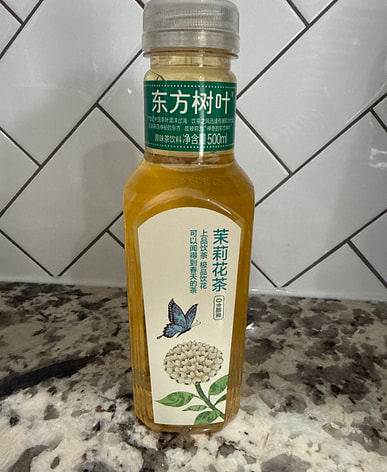 东方树叶
原味茶饮料 净含量500ml
茉莉花茶
上品饮茶 极品饮花
可以闻得到春天的茶